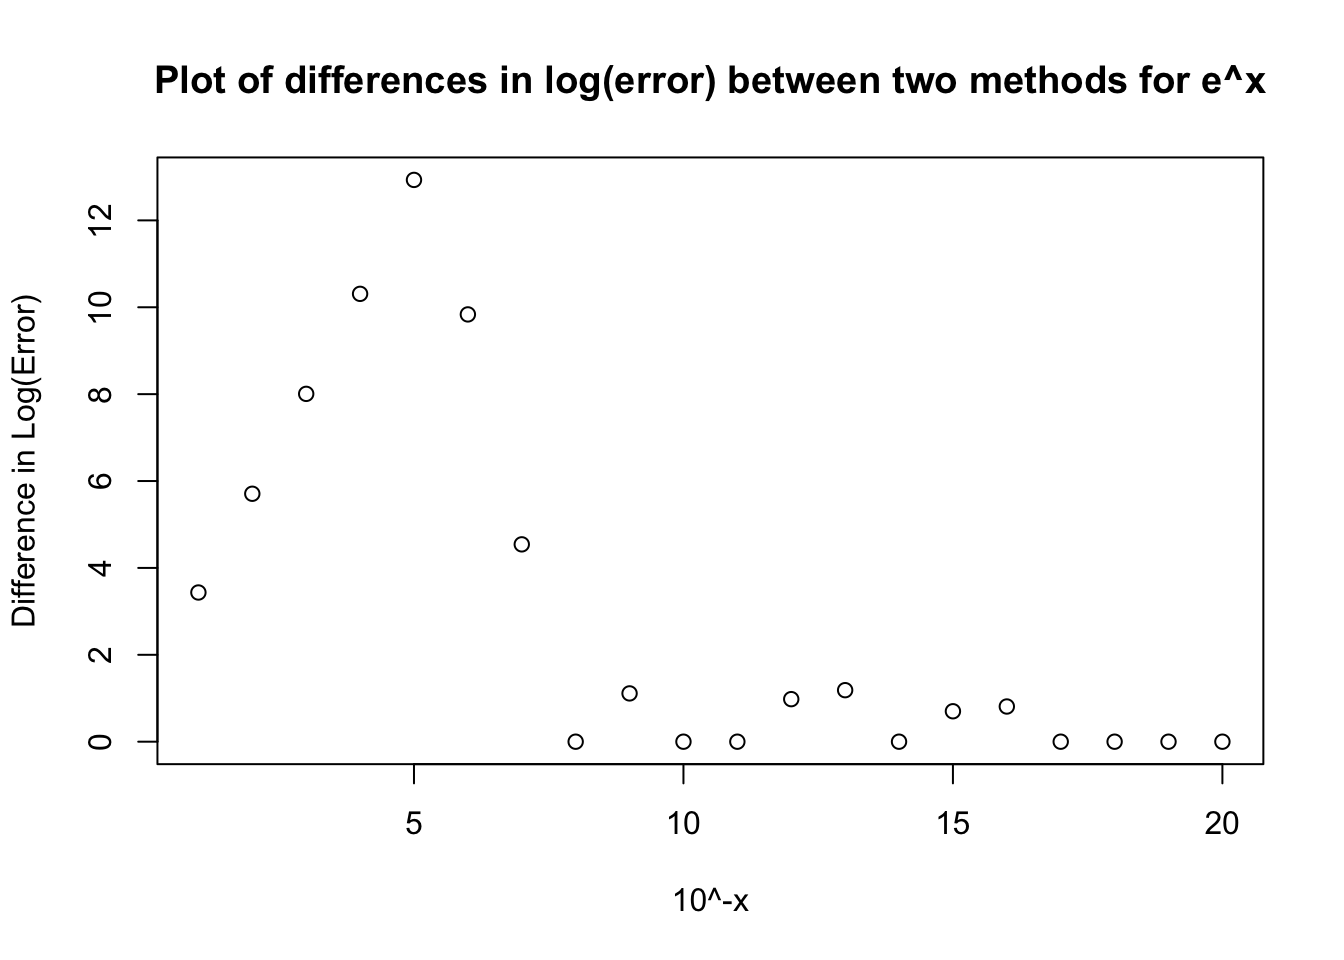 Plot of differences in log(error) between two methods for e^x
Difference in Log(Error)
12
10
8
6
4
2
0
5 10 15 20
10^-x